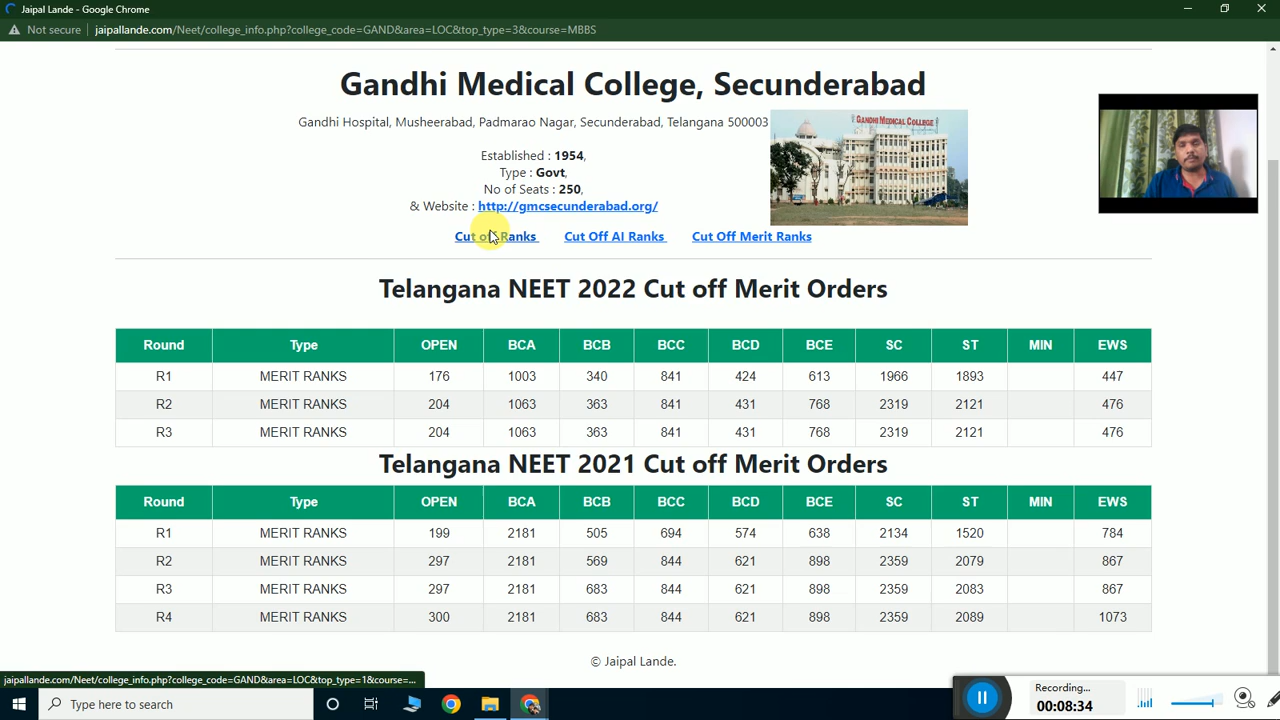 Jaipal Lande - Google Chrome
Not secure jaipallande.com/Neet/college_info.php?college_code=GAND&area=LOC&top_type=3&course=MBBS
Gandhi Medical College, Secunderabad
Gandhi Hospital, Musheerabad, Padmarao Nagar, Secunderabad, Telangana 500003
GANDHI MEDICAL COLLEGE
Established : 1954,
Type : Govt,
No of Seats : 250,
& Website : http://gmcsecunderabad.org/
Cut off Ranks Cut Off AI Ranks Cut Off Merit Ranks
Telangana NEET 2022 Cut off Merit Orders
Round Type OPEN BCA BCB BCC BCD BCE SC ST MIN EWS
R1 MERIT RANKS 176 1003 340 841 424 613 1966 1893 447
R2 MERIT RANKS 204 1063 363 841 431 768 2319 2121 476
R3 MERIT RANKS 204 1063 363 841 431 768 2319 2121 476
Telangana NEET 2021 Cut off Merit Orders
Round Type OPEN BCA BCB BCC BCD BCE SC ST MIN EWS
R1 MERIT RANKS 199 2181 505 694 574 638 2134 1520 784
R2 MERIT RANKS 297 2181 569 844 621 898 2359 2079 867
R3 MERIT RANKS 297 2181 683 844 621 898 2359 2083 867
R4 MERIT RANKS 300 2181 683 844 621 898 2359 2089 1073
© Jaipal Lande.
jaipallande.com/Neet/college_info.php?college_code=GAND&area=LOC&top_type=1&course=...
Type here to search
Recording...
00:08:34